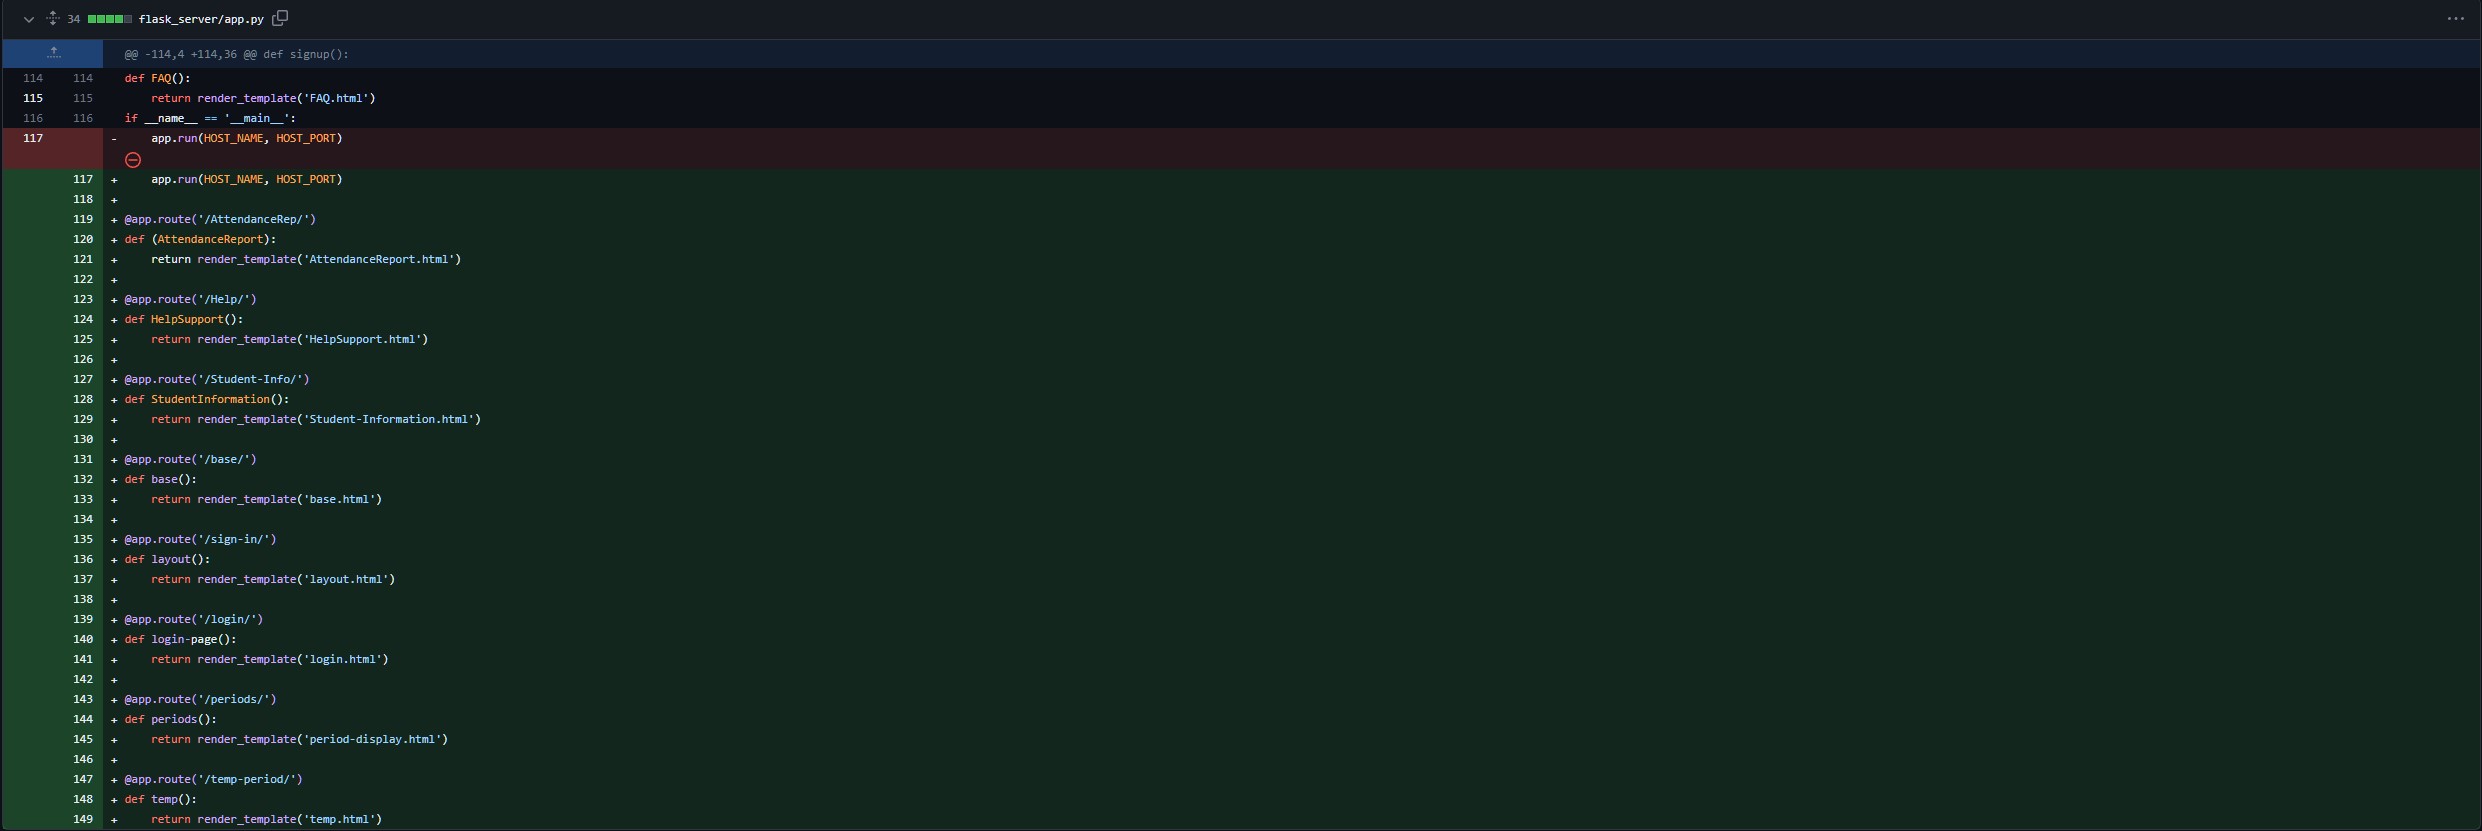 34 flask_server/app.py
@@ -114,4 +114,36 @@ def signup():
114 114 def FAQ():
115 115     return render_template('FAQ.html')
116 116 if __name__ == '__main__':
117 -     app.run(HOST_NAME, HOST_PORT)
117 +     app.run(HOST_NAME, HOST_PORT)
118 +
119 + @app.route('/AttendanceRep/')
120 + def (AttendanceReport):
121 +     return render_template('AttendanceReport.html')
122 +
123 + @app.route('/Help/')
124 + def HelpSupport():
125 +     return render_template('HelpSupport.html')
126 +
127 + @app.route('/Student-Info/')
128 + def StudentInformation():
129 +     return render_template('Student-Information.html')
130 +
131 + @app.route('/base/')
132 + def base():
133 +     return render_template('base.html')
134 +
135 + @app.route('/sign-in/')
136 + def layout():
137 +     return render_template('layout.html')
138 +
139 + @app.route('/login/')
140 + def login-page():
141 +     return render_template('login.html')
142 +
143 + @app.route('/periods/')
144 + def periods():
145 +     return render_template('period-display.html')
146 +
147 + @app.route('/temp-period/')
148 + def temp():
149 +     return render_template('temp.html')